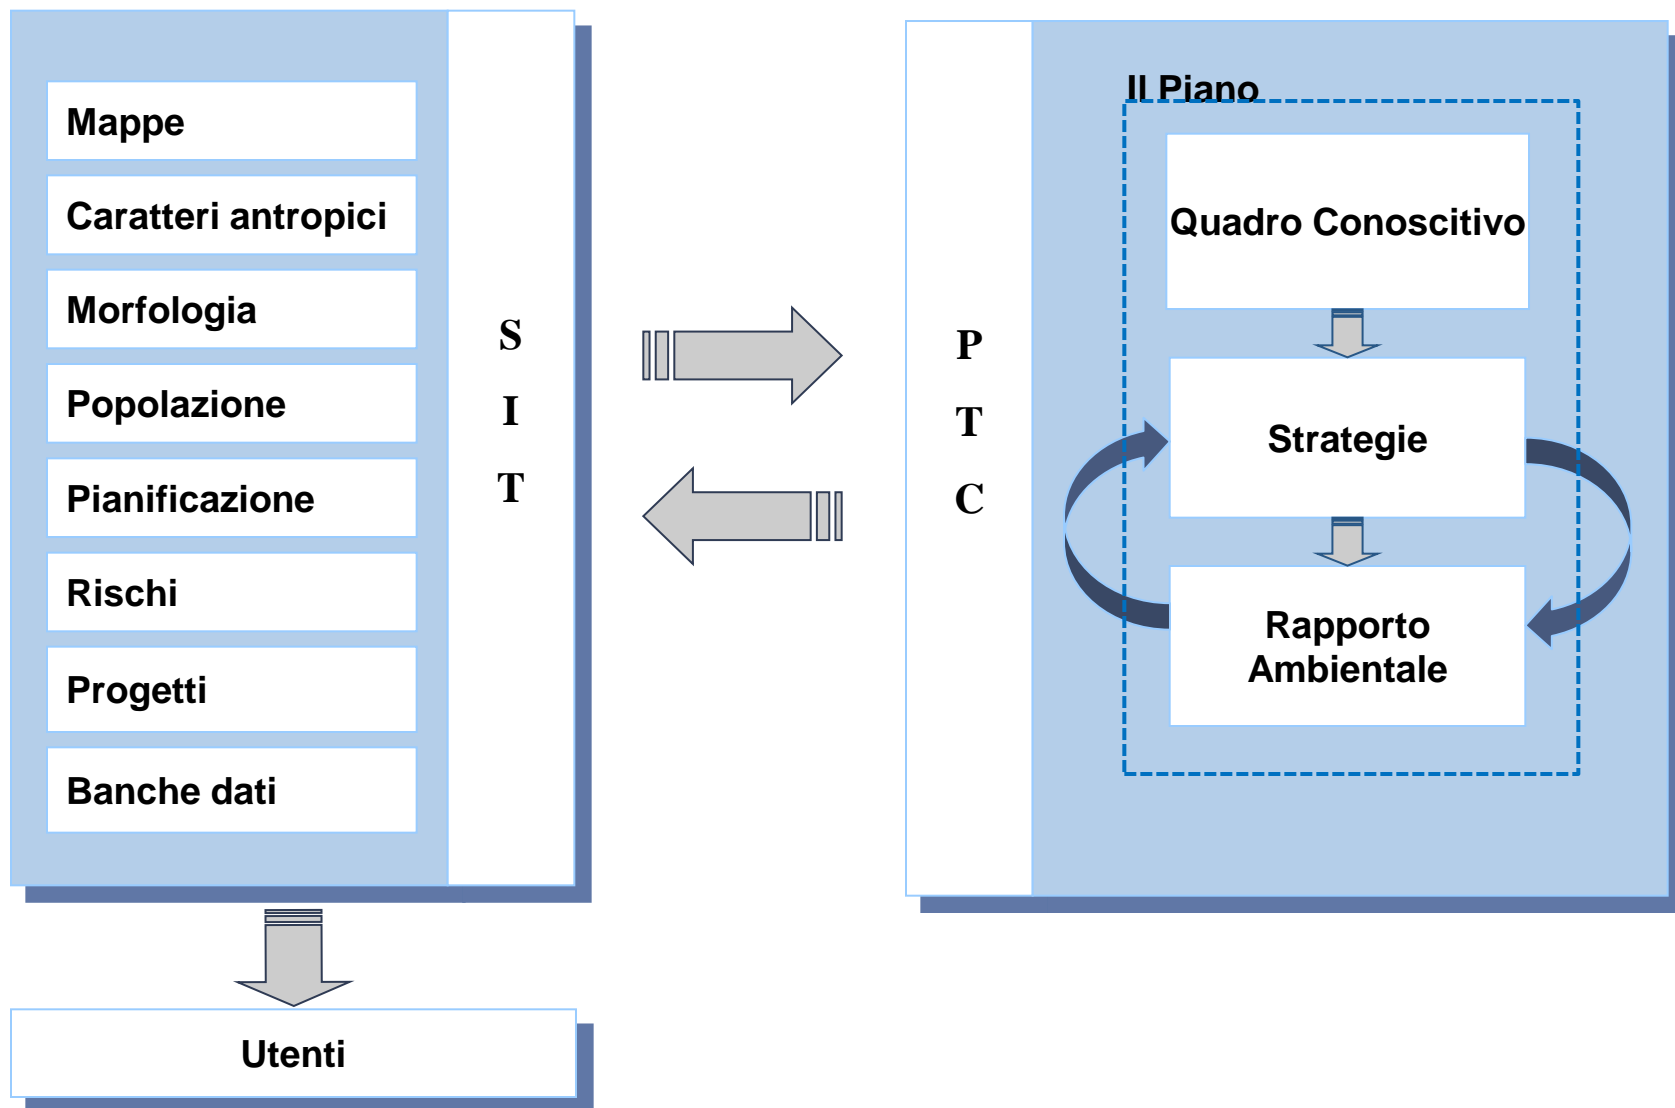 Mappe
Caratteri antropici
Morfologia
Popolazione
Pianificazione
Rischi
Progetti
Banche dati
S
I
T
Utenti
P
T
C
Il Piano
Quadro Conoscitivo
Strategie
Rapporto
Ambientale